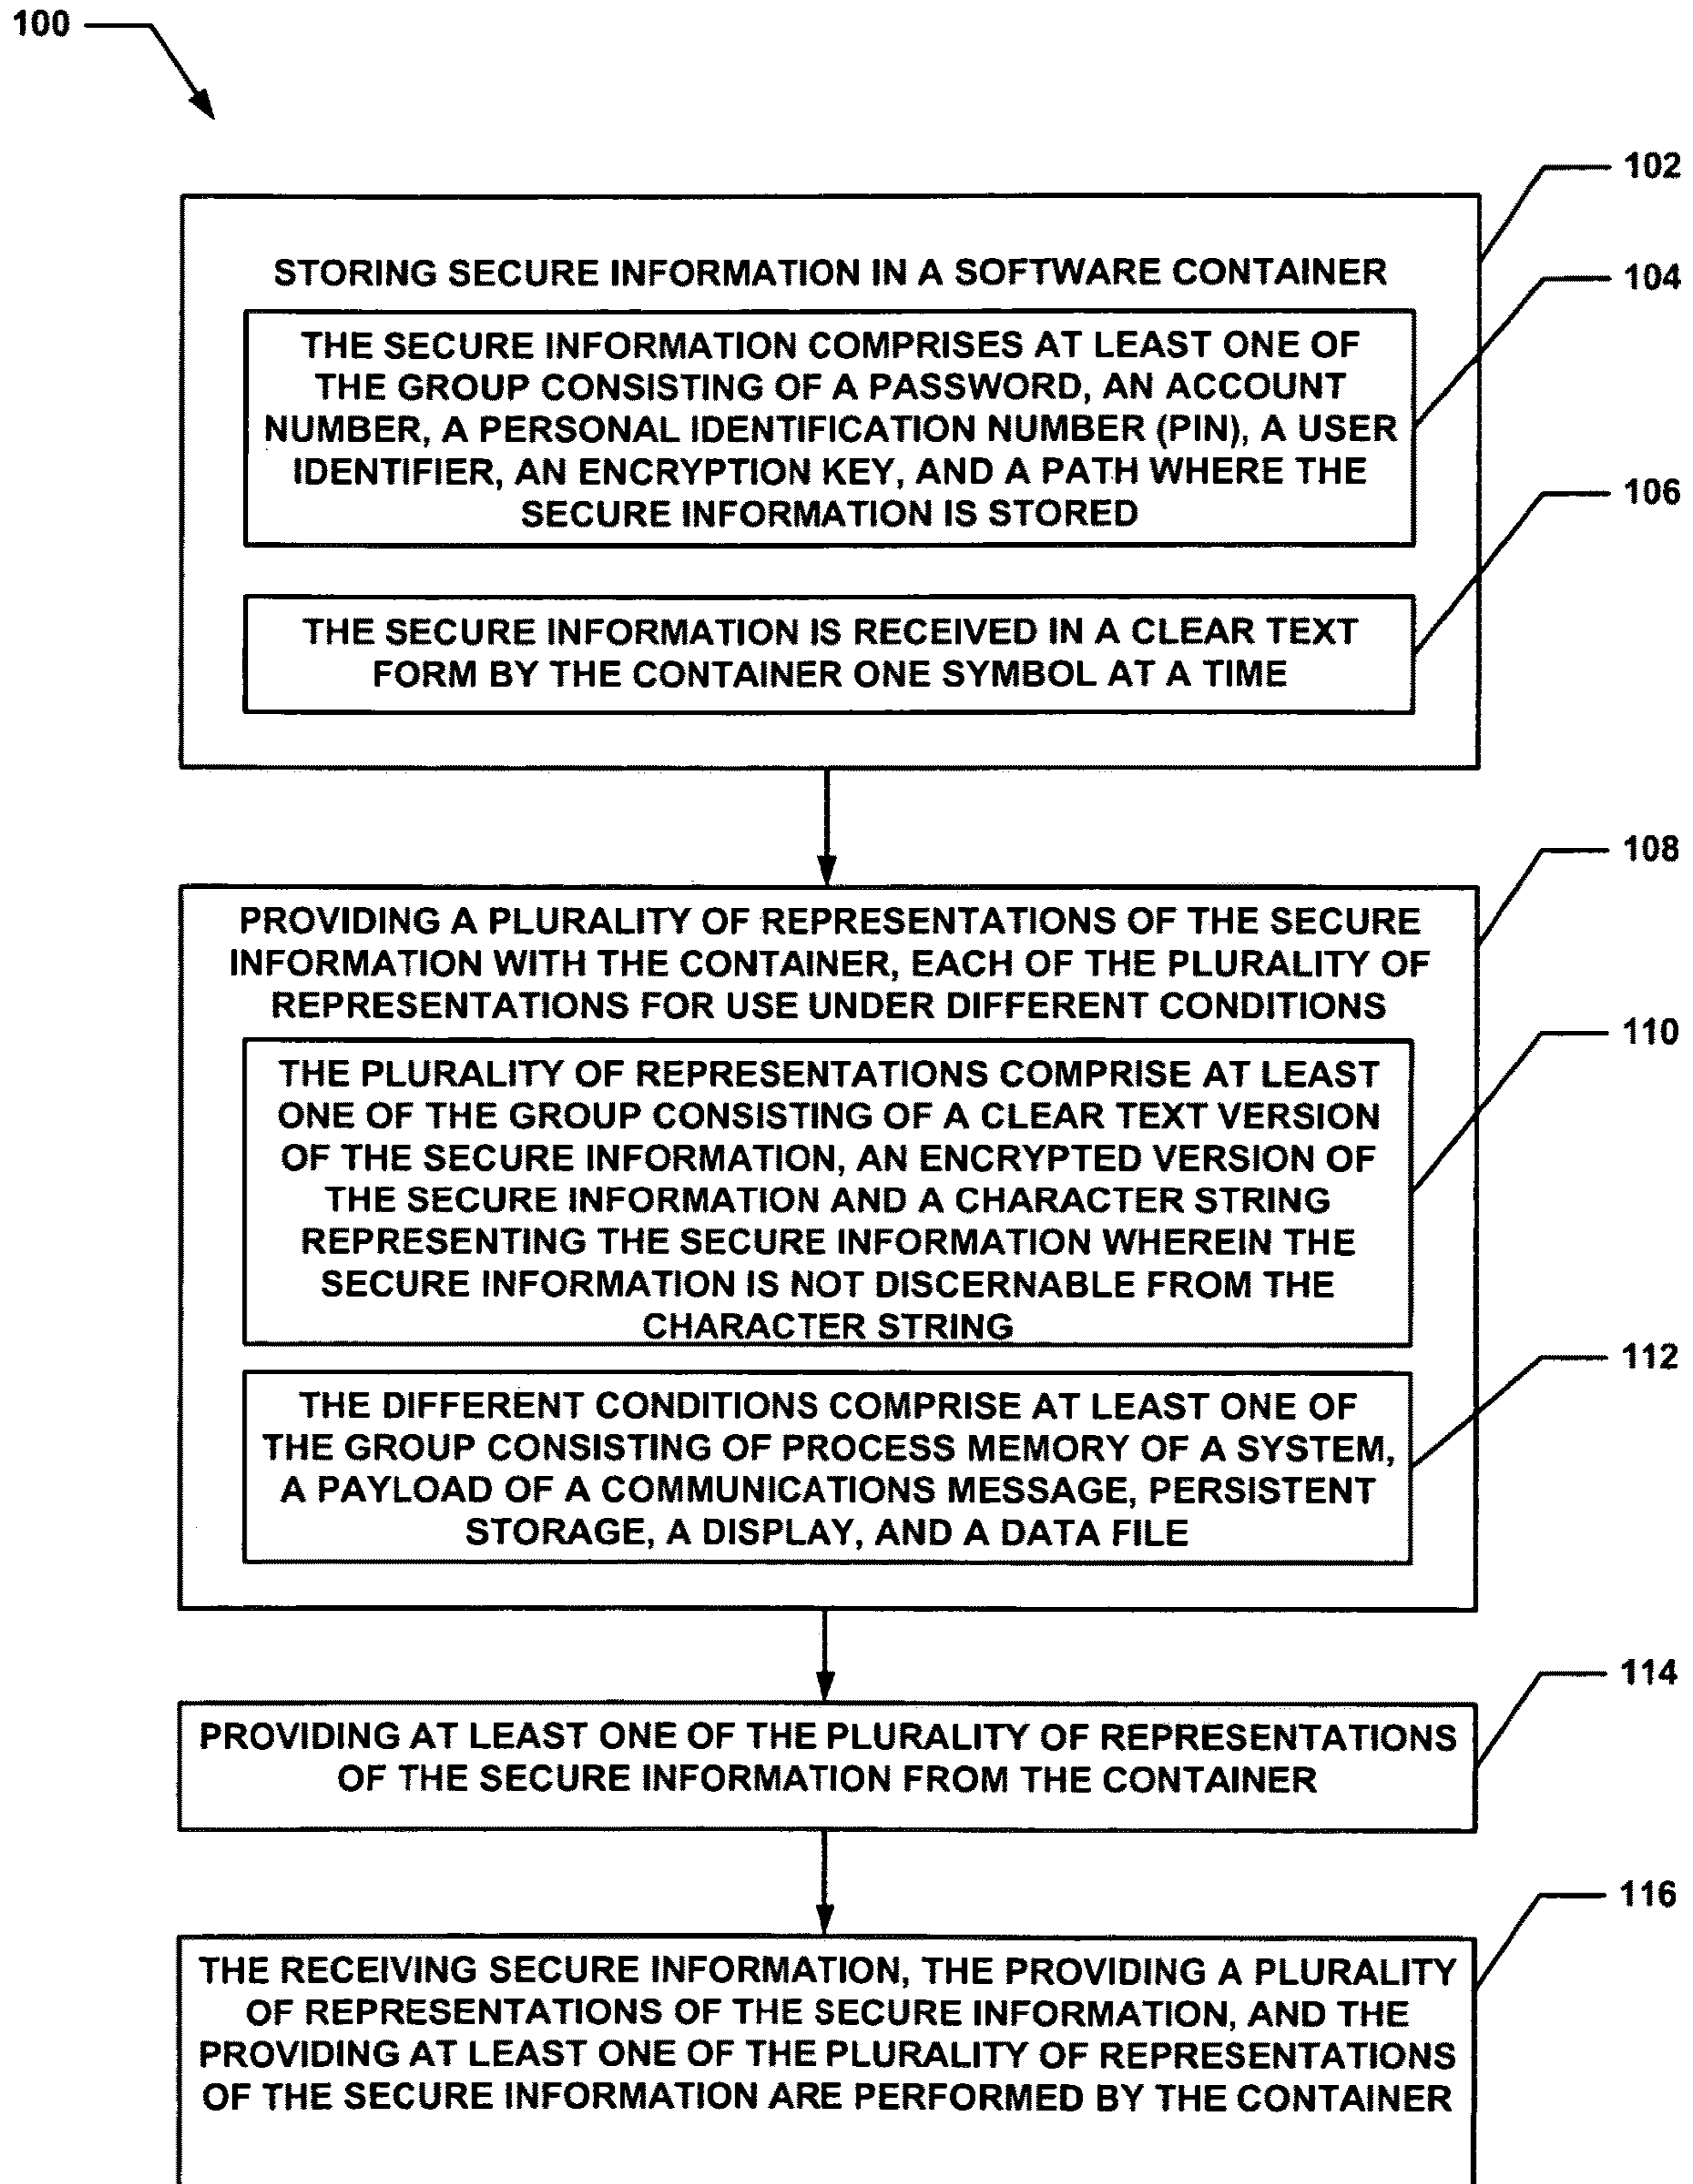 100
102
STORING SECURE INFORMATION IN A SOFTWARE CONTAINER
104
THE SECURE INFORMATION COMPRISES AT LEAST ONE OF
THE GROUP CONSISTING OF A PASSWORD, AN ACCOUNT
NUMBER, A PERSONAL IDENTIFICATION NUMBER (PIN), A USER
IDENTIFIER, AN ENCRYPTION KEY, AND A PATH WHERE THE
SECURE INFORMATION IS STORED
106
THE SECURE INFORMATION IS RECEIVED IN A CLEAR TEXT
FORM BY THE CONTAINER ONE SYMBOL AT A TIME
108
PROVIDING A PLURALITY OF REPRESENTATIONS OF THE SECURE
INFORMATION WITH THE CONTAINER, EACH OF THE PLURALITY OF
REPRESENTATIONS FOR USE UNDER DIFFERENT CONDITIONS
110
THE PLURALITY OF REPRESENTATIONS COMPRISE AT LEAST
ONE OF THE GROUP CONSISTING OF A CLEAR TEXT VERSION
OF THE SECURE INFORMATION, AN ENCRYPTED VERSION OF
THE SECURE INFORMATION AND A CHARACTER STRING
REPRESENTING THE SECURE INFORMATION WHEREIN THE
SECURE INFORMATION IS NOT DISCERNABLE FROM THE
CHARACTER STRING
112
THE DIFFERENT CONDITIONS COMPRISE AT LEAST ONE OF
THE GROUP CONSISTING OF PROCESS MEMORY OF A SYSTEM,
A PAYLOAD OF A COMMUNICATIONS MESSAGE, PERSISTENT
STORAGE, A DISPLAY, AND A DATA FILE
114
PROVIDING AT LEAST ONE OF THE PLURALITY OF REPRESENTATIONS
OF THE SECURE INFORMATION FROM THE CONTAINER
116
THE RECEIVING SECURE INFORMATION, THE PROVIDING A PLURALITY
OF REPRESENTATIONS OF THE SECURE INFORMATION, AND THE
PROVIDING AT LEAST ONE OF THE PLURALITY OF REPRESENTATIONS
OF THE SECURE INFORMATION ARE PERFORMED BY THE CONTAINER